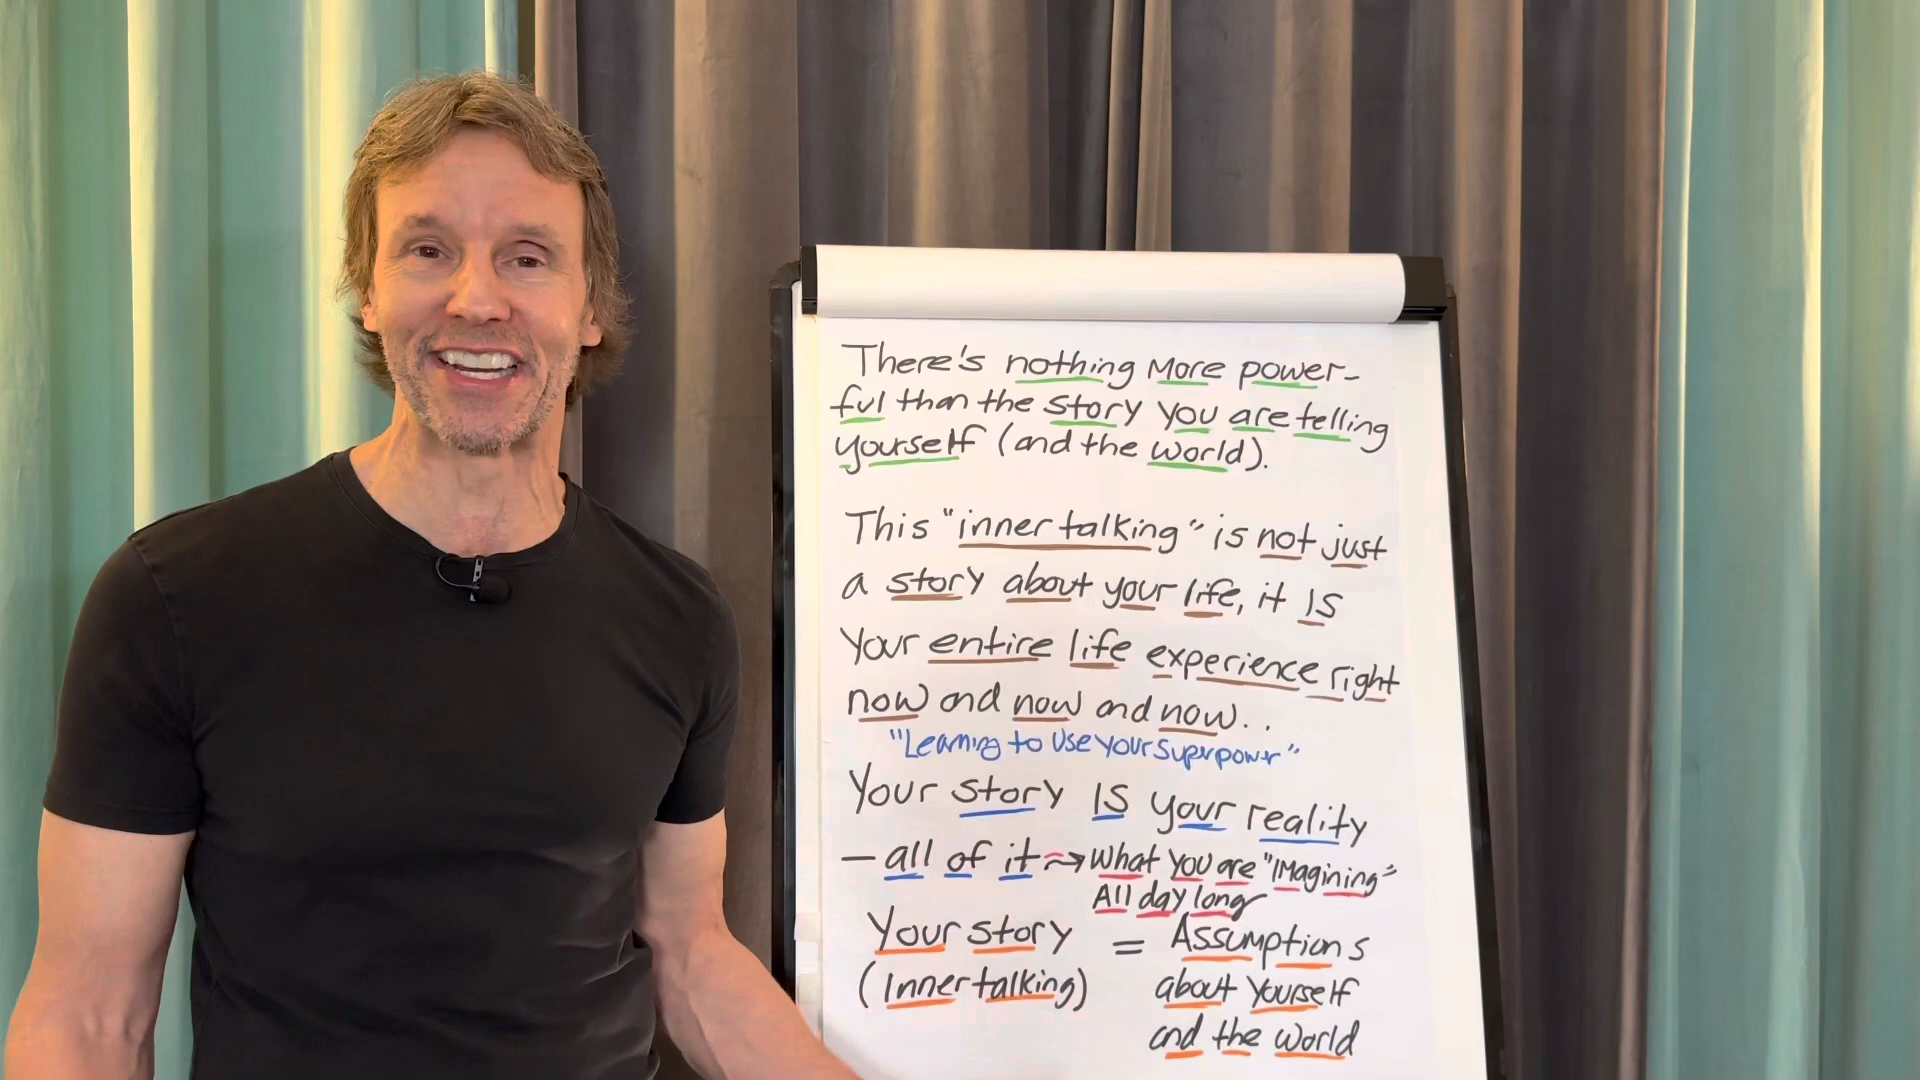 There's nothing More power-
ful than the story you are telling
yourself (and the world).
This "inner talking" is not just
a story about your life, it IS
Your entire life experience right
now and now and now..
"Learning to Use Your Superpower"
Your story IS your reality
- all of it → What You are "IMagining"
All day long
Your story = Assumptions
(Inner talking) about Yourself
and the World